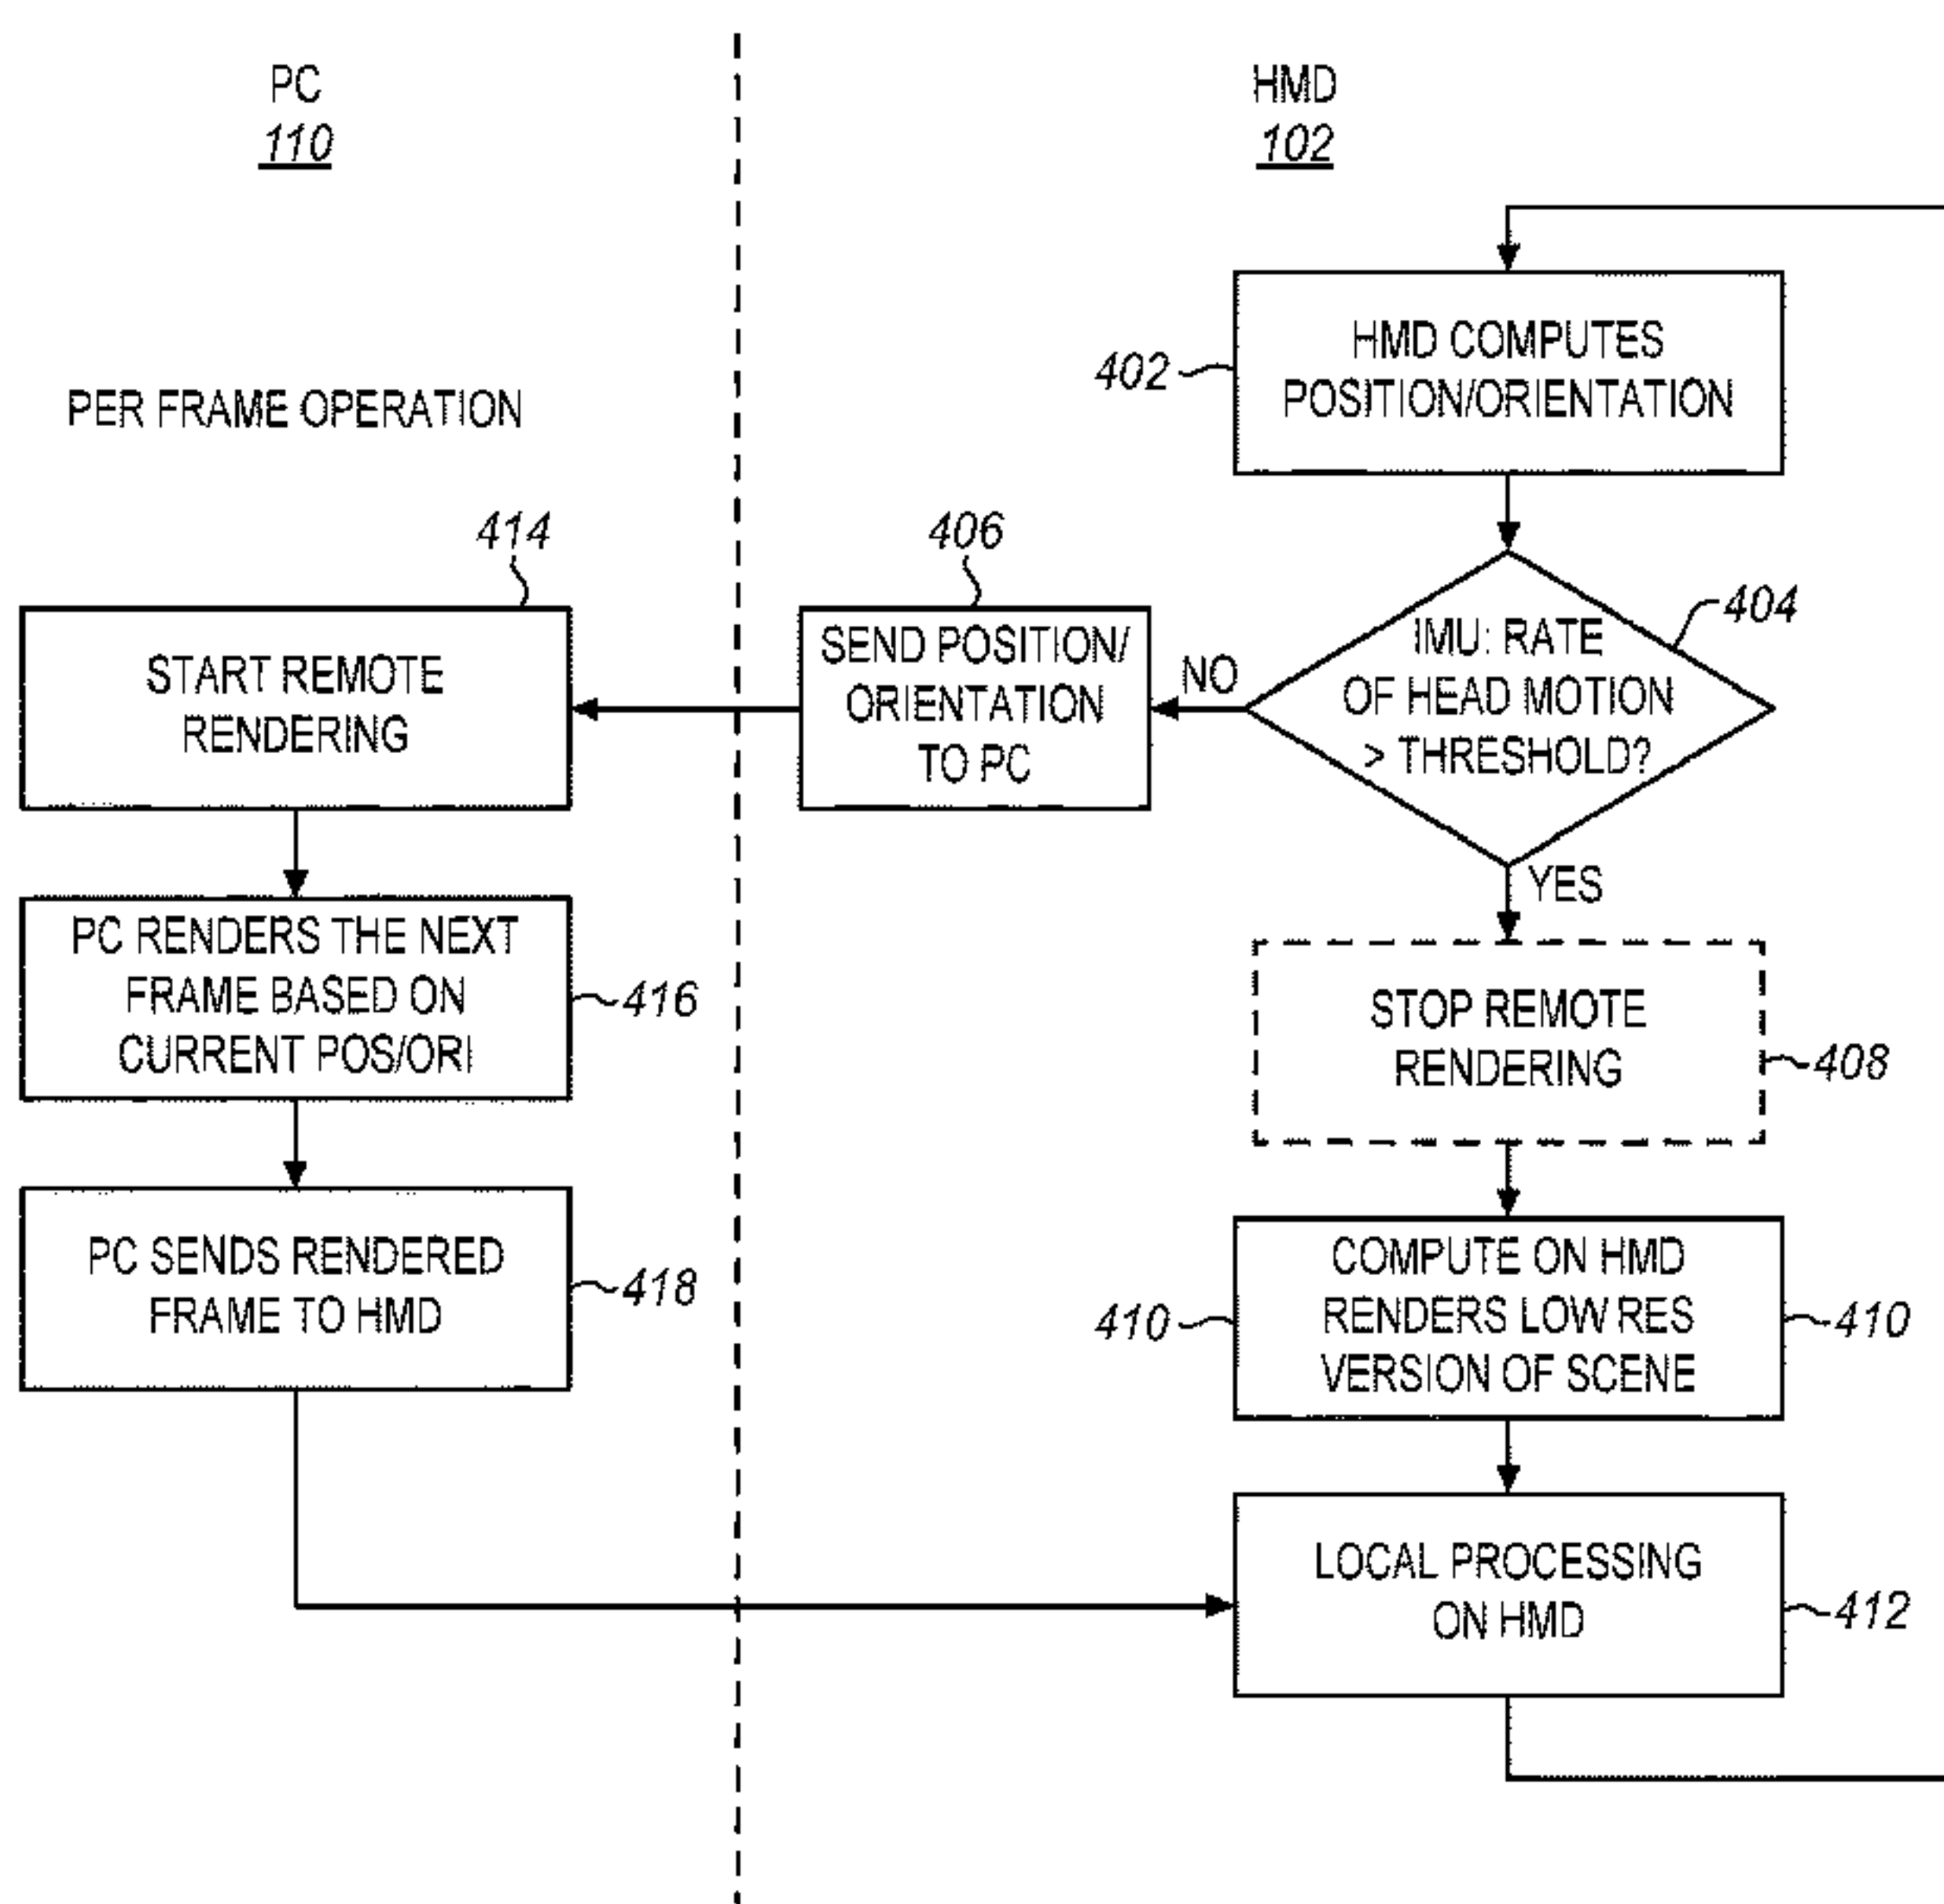 PC
110
HMD
102
PER FRAME OPERATION
402
HMD COMPUTES
POSITION/ORIENTATION
414
406
404
START REMOTE
RENDERING
SEND POSITION/
ORIENTATION
TO PC
NO
IMU: RATE
OF HEAD MOTION
> THRESHOLD?
YES
PC RENDERS THE NEXT
FRAME BASED ON
CURRENT POS/ORI
416
STOP REMOTE
RENDERING
408
PC SENDS RENDERED
FRAME TO HMD
418
410
COMPUTE ON HMD
RENDERS LOW RES
VERSION OF SCENE
410
LOCAL PROCESSING
ON HMD
412